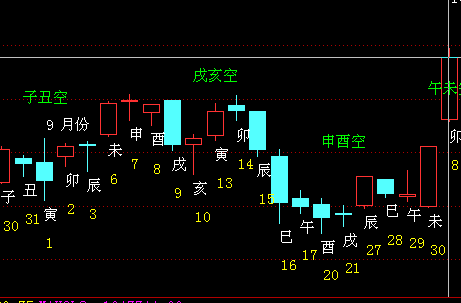 戌亥空
子丑空
午未空
9 月份
申酉空
子
30
丑
31
寅
1
卯
2
辰
3
未
6
申
7
酉
8
戌
9
亥
10
寅
13
卯
14
辰
15
巳
16
午
17
酉
20
戌
21
辰
27
巳
28
午
29
未
30
卯
8